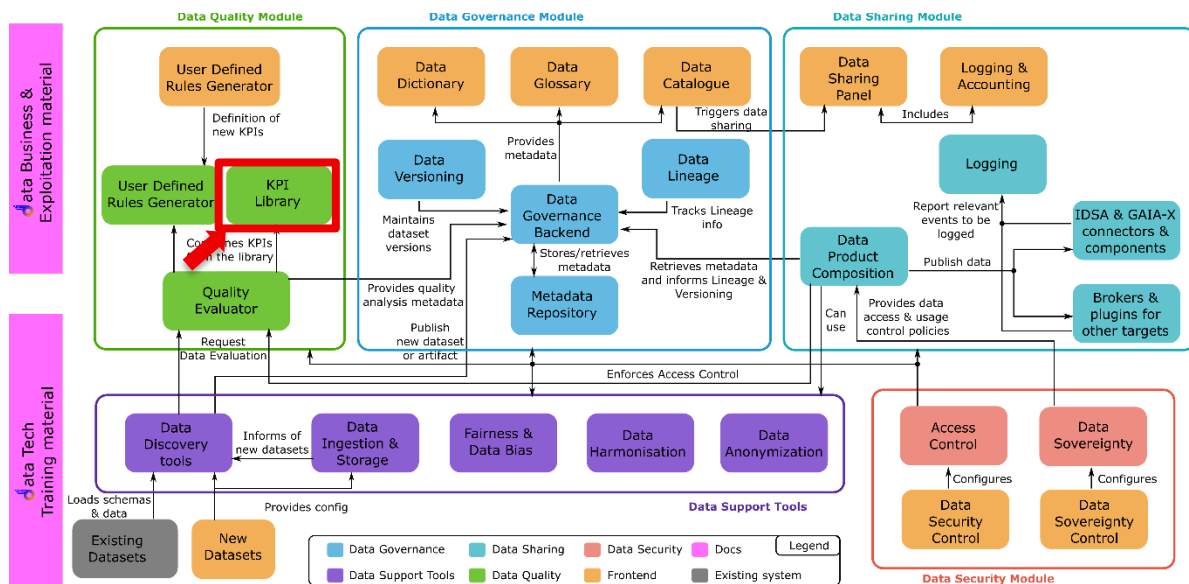 Data Quality Module
Data Governance Module
Data Sharing Module
Data Business &
Exploitation material
Data Tech
Training material
User Defined
Rules Generator
Definition of
new KPIs
User Defined
Rules Generator
KPI
Library
the library
Quality
Evaluator
Request
Data Evaluation
Data
Dictionary
Data
Glossary
Data
Catalogue
Triggers data
sharing
Provides
metadata
Data
Versioning
Data
Lineage
Maintains
dataset
versions
Data
Governance
Backend
Tracks Lineage
info
Stores/retrieves
metadata
Provides quality
analysis metadata
Metadata
Repository
Retrieves metadata
and informs Lineage &
Versioning
Publish
new dataset
or artifact
Enforces Access Control
Data
Sharing
Panel
Logging &
Accounting
Includes
Logging
Report relevant
events to be
logged
IDSA & GAIA-X
connectors &
components
Data
Product
Composition
Publish data
Can
use
Provides data
access & usage
control policies
Brokers &
plugins for
other targets
Data
Discovery
tools
Informs of
new datasets
Data
Ingestion &
Storage
Fairness &
Data Bias
Data
Harmonisation
Data
Anonymization
Data Support Tools
Loads schemas
& data
Provides config
Existing
Datasets
New
Datasets
Access
Control
Data
Sovereignty
Configures
Configures
Data
Security
Control
Data
Sovereignty
Control
Data Security Module
Legend
Data Governance
Data Sharing
Data Security
Docs
Data Support Tools
Data Quality
Frontend
Existing system